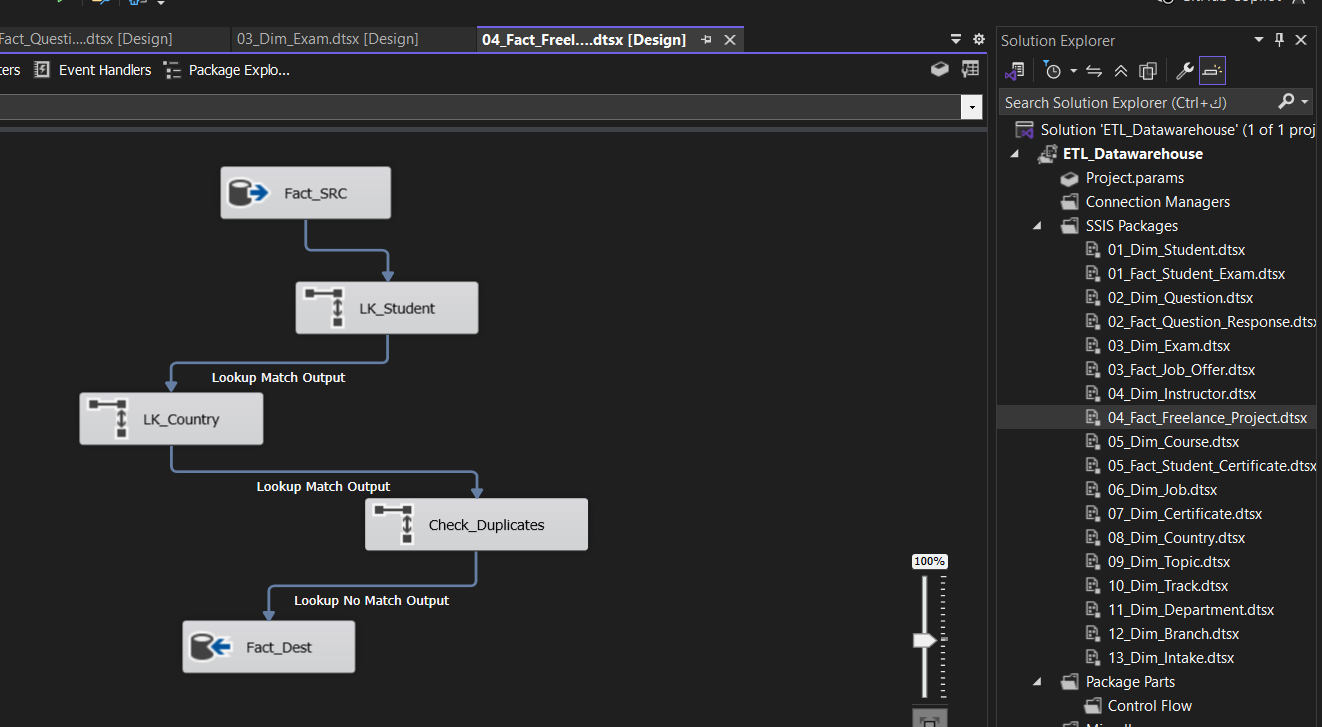 Fact_Questi....dtsx [Design]
03_Dim_Exam.dtsx [Design]
04_Fact_Freel....dtsx [Design]
Event Handlers
Package Explo...
Fact_SRC
LK_Student
Lookup Match Output
LK_Country
Lookup Match Output
Check_Duplicates
Lookup No Match Output
Fact_Dest
100%
Solution Explorer
Search Solution Explorer (Ctrl+ك)
Solution 'ETL_Datawarehouse' (1 of 1 proj
ETL_Datawarehouse
Project.params
Connection Managers
SSIS Packages
01_Dim_Student.dtsx
01_Fact_Student_Exam.dtsx
02_Dim_Question.dtsx
02_Fact_Question_Response.dtsx
03_Dim_Exam.dtsx
03_Fact_Job_Offer.dtsx
04_Dim_Instructor.dtsx
04_Fact_Freelance_Project.dtsx
05_Dim_Course.dtsx
05_Fact_Student_Certificate.dtsx
06_Dim_Job.dtsx
07_Dim_Certificate.dtsx
08_Dim_Country.dtsx
09_Dim_Topic.dtsx
10_Dim_Track.dtsx
11_Dim_Department.dtsx
12_Dim_Branch.dtsx
13_Dim_Intake.dtsx
Package Parts
Control Flow